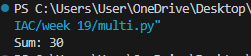 PS C:\Users\User\OneDrive\Desktop\
IAC/week 19/multi.py"
Sum: 30